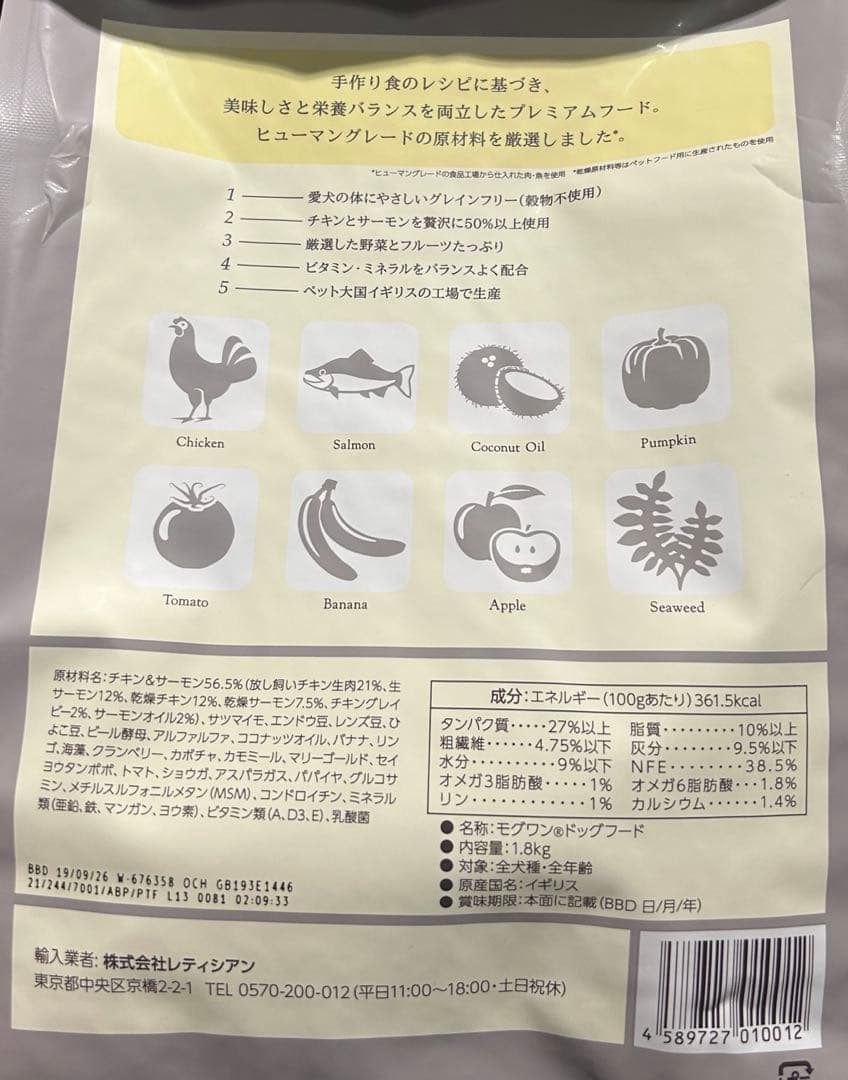 手作り食のレシピに基づき、
美味しさと栄養バランスを両立したプレミアムフード。
ヒューマングレードの原材料を厳選しました*。
*ヒューマングレードの食品工場から仕入れた肉・魚を使用 *乾燥原材料等はペットフード用に生産されたものを使用
1 愛犬の体にやさしいグレインフリー(穀物不使用)
2 チキンとサーモンを贅沢に50%以上使用
3 厳選した野菜とフルーツたっぷり
4 ビタミン・ミネラルをバランスよく配合
5 ペット大国イギリスの工場で生産
Chicken Salmon Coconut Oil Pumpkin
Tomato Banana Apple Seaweed
原材料名:チキン&サーモン56.5%(放し飼いチキン生肉21%、生
サーモン12%、乾燥チキン12%、乾燥サーモン7.5%、チキングレイ
ビー2%、サーモンオイル2%)、サツマイモ、エンドウ豆、レンズ豆、ひ
よこ豆、ビール酵母、アルファルファ、ココナッツオイル、バナナ、リン
ゴ、海藻、クランベリー、カボチャ、カモミール、マリーゴールド、セイ
ヨウタンポポ、トマト、ショウガ、アスパラガス、パパイヤ、グルコサ
ミン、メチルスルフォニルメタン(MSM)、コンドロイチン、ミネラル
類(亜鉛、鉄、マンガン、ヨウ素)、ビタミン類(A、D3、E)、乳酸菌
BBD 19/09/26 W-676358 OCH GB193E1446
21/244/7001/ABP/PTF L13 0081 02:09:33
成分:エネルギー(100gあたり)361.5kcal
タンパク質・・・・・27%以上 脂質・・・・・・・・・10%以上
粗繊維・・・・・・4.75%以下 灰分・・・・・・・・9.5%以下
水分・・・・・・・・・・・9%以下 NFE・・・・・・・・38.5%
オメガ3脂肪酸・・・・・1% オメガ6脂肪酸・・・1.8%
リン・・・・・・・・・・・・1% カルシウム・・・・・・1.4%
● 名称:モグワン®ドッグフード
● 内容量:1.8kg
● 対象:全犬種・全年齢
● 原産国名:イギリス
● 賞味期限:本面に記載(BBD 日/月/年)
輸入業者:株式会社レティシアン
東京都中央区京橋2-2-1 TEL 0570-200-012(平日11:00〜18:00・土日祝休)
4 589727 010012